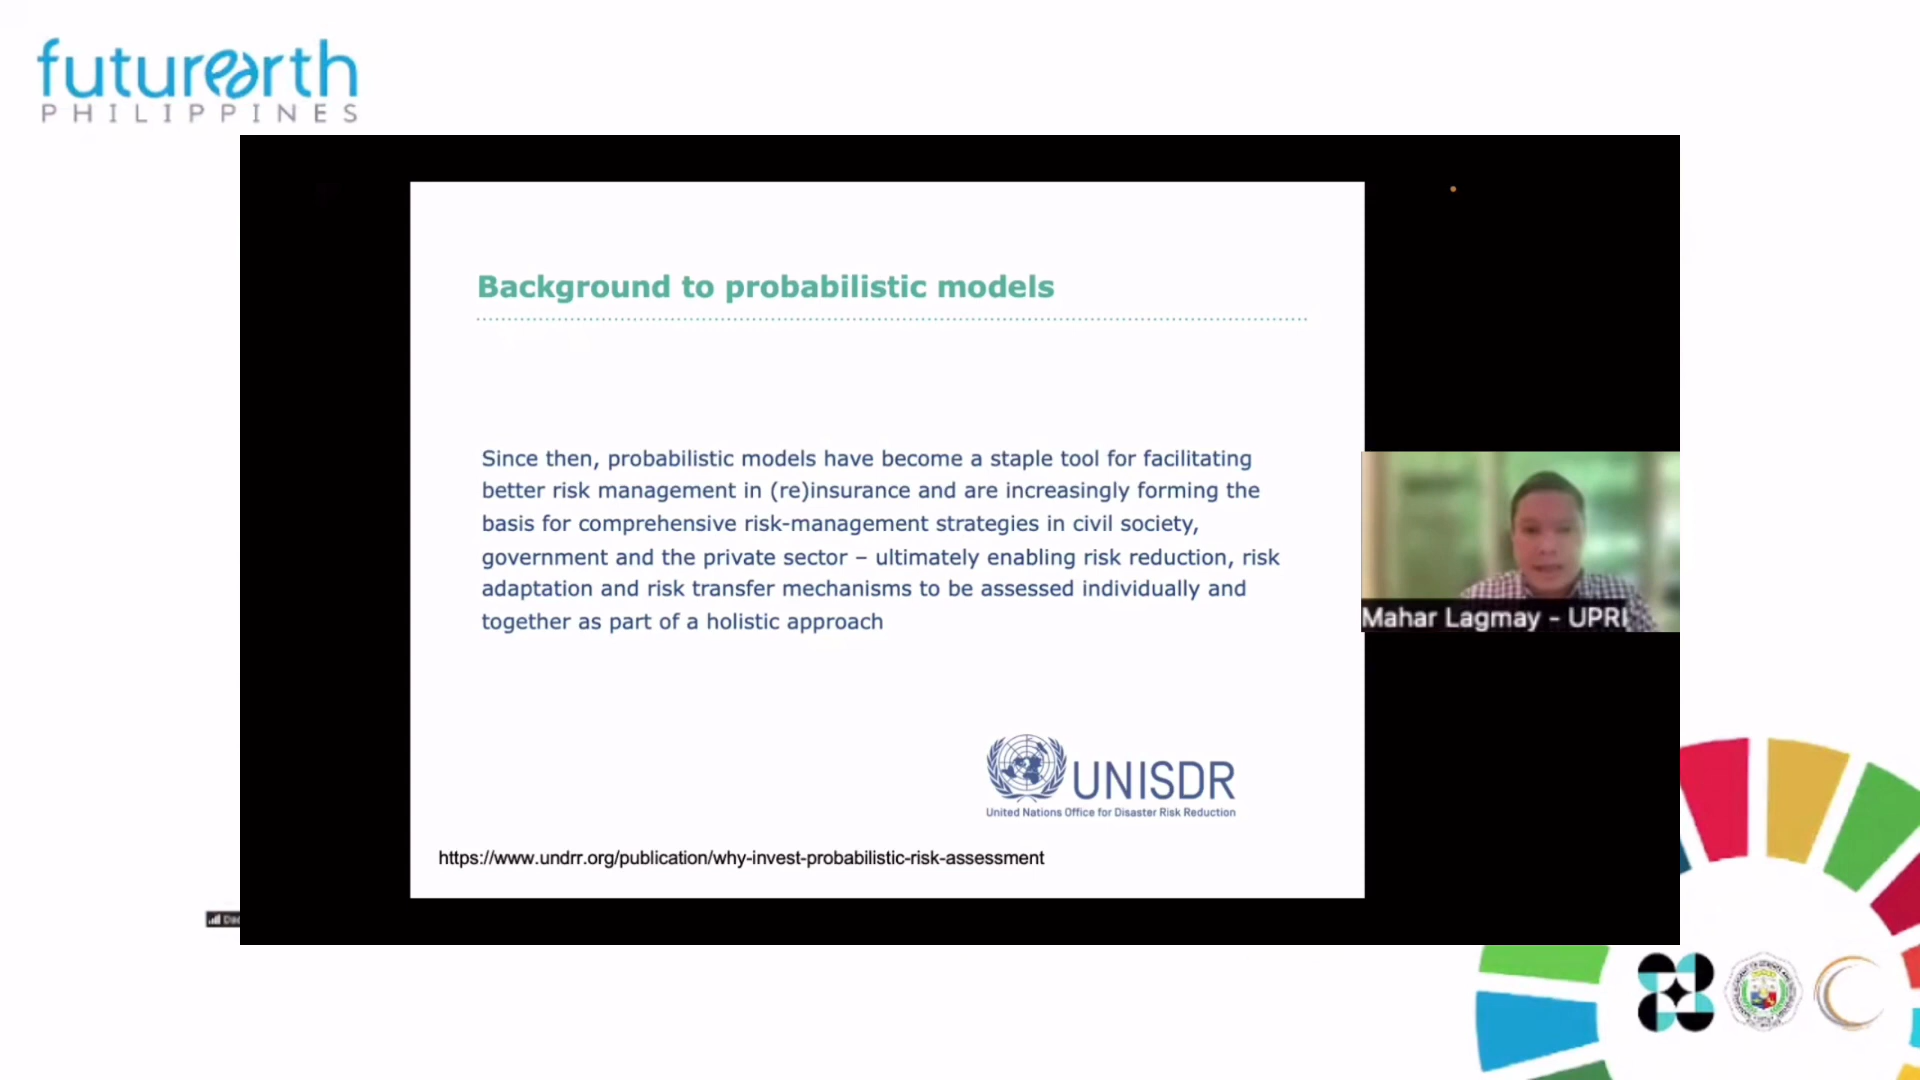 futurearth
PHILIPPINES
Background to probabilistic models
Since then, probabilistic models have become a staple tool for facilitating
better risk management in (re)insurance and are increasingly forming the
basis for comprehensive risk-management strategies in civil society,
government and the private sector – ultimately enabling risk reduction, risk
adaptation and risk transfer mechanisms to be assessed individually and
together as part of a holistic approach
Mahar Lagmay - UPRI
UNISDR
United Nations Office for Disaster Risk Reduction
https://www.undrr.org/publication/why-invest-probabilistic-risk-assessment